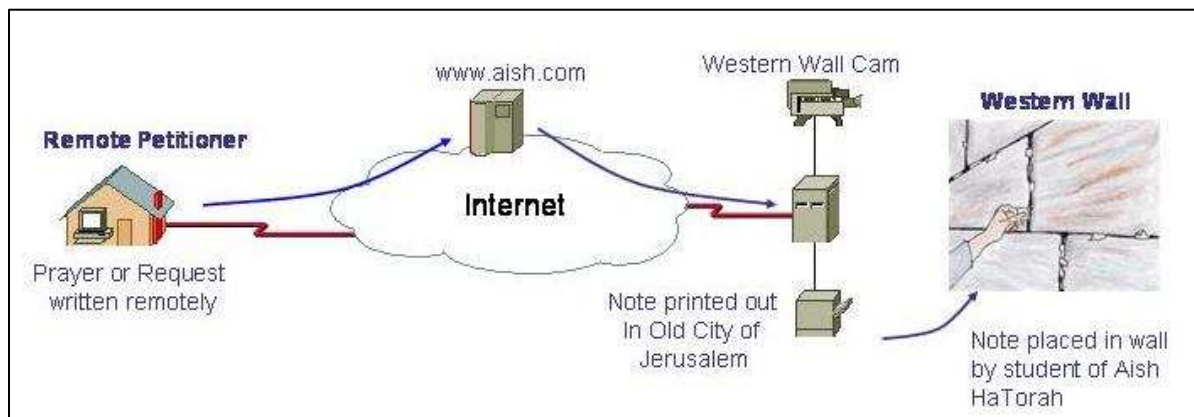 www.aish.com
Western Wall Cam
Western Wall
Remote Petitioner
Internet
Prayer or Request
written remotely
Note printed out
In Old City of
Jerusalem
Note placed in wall
by student of Aish
HaTorah